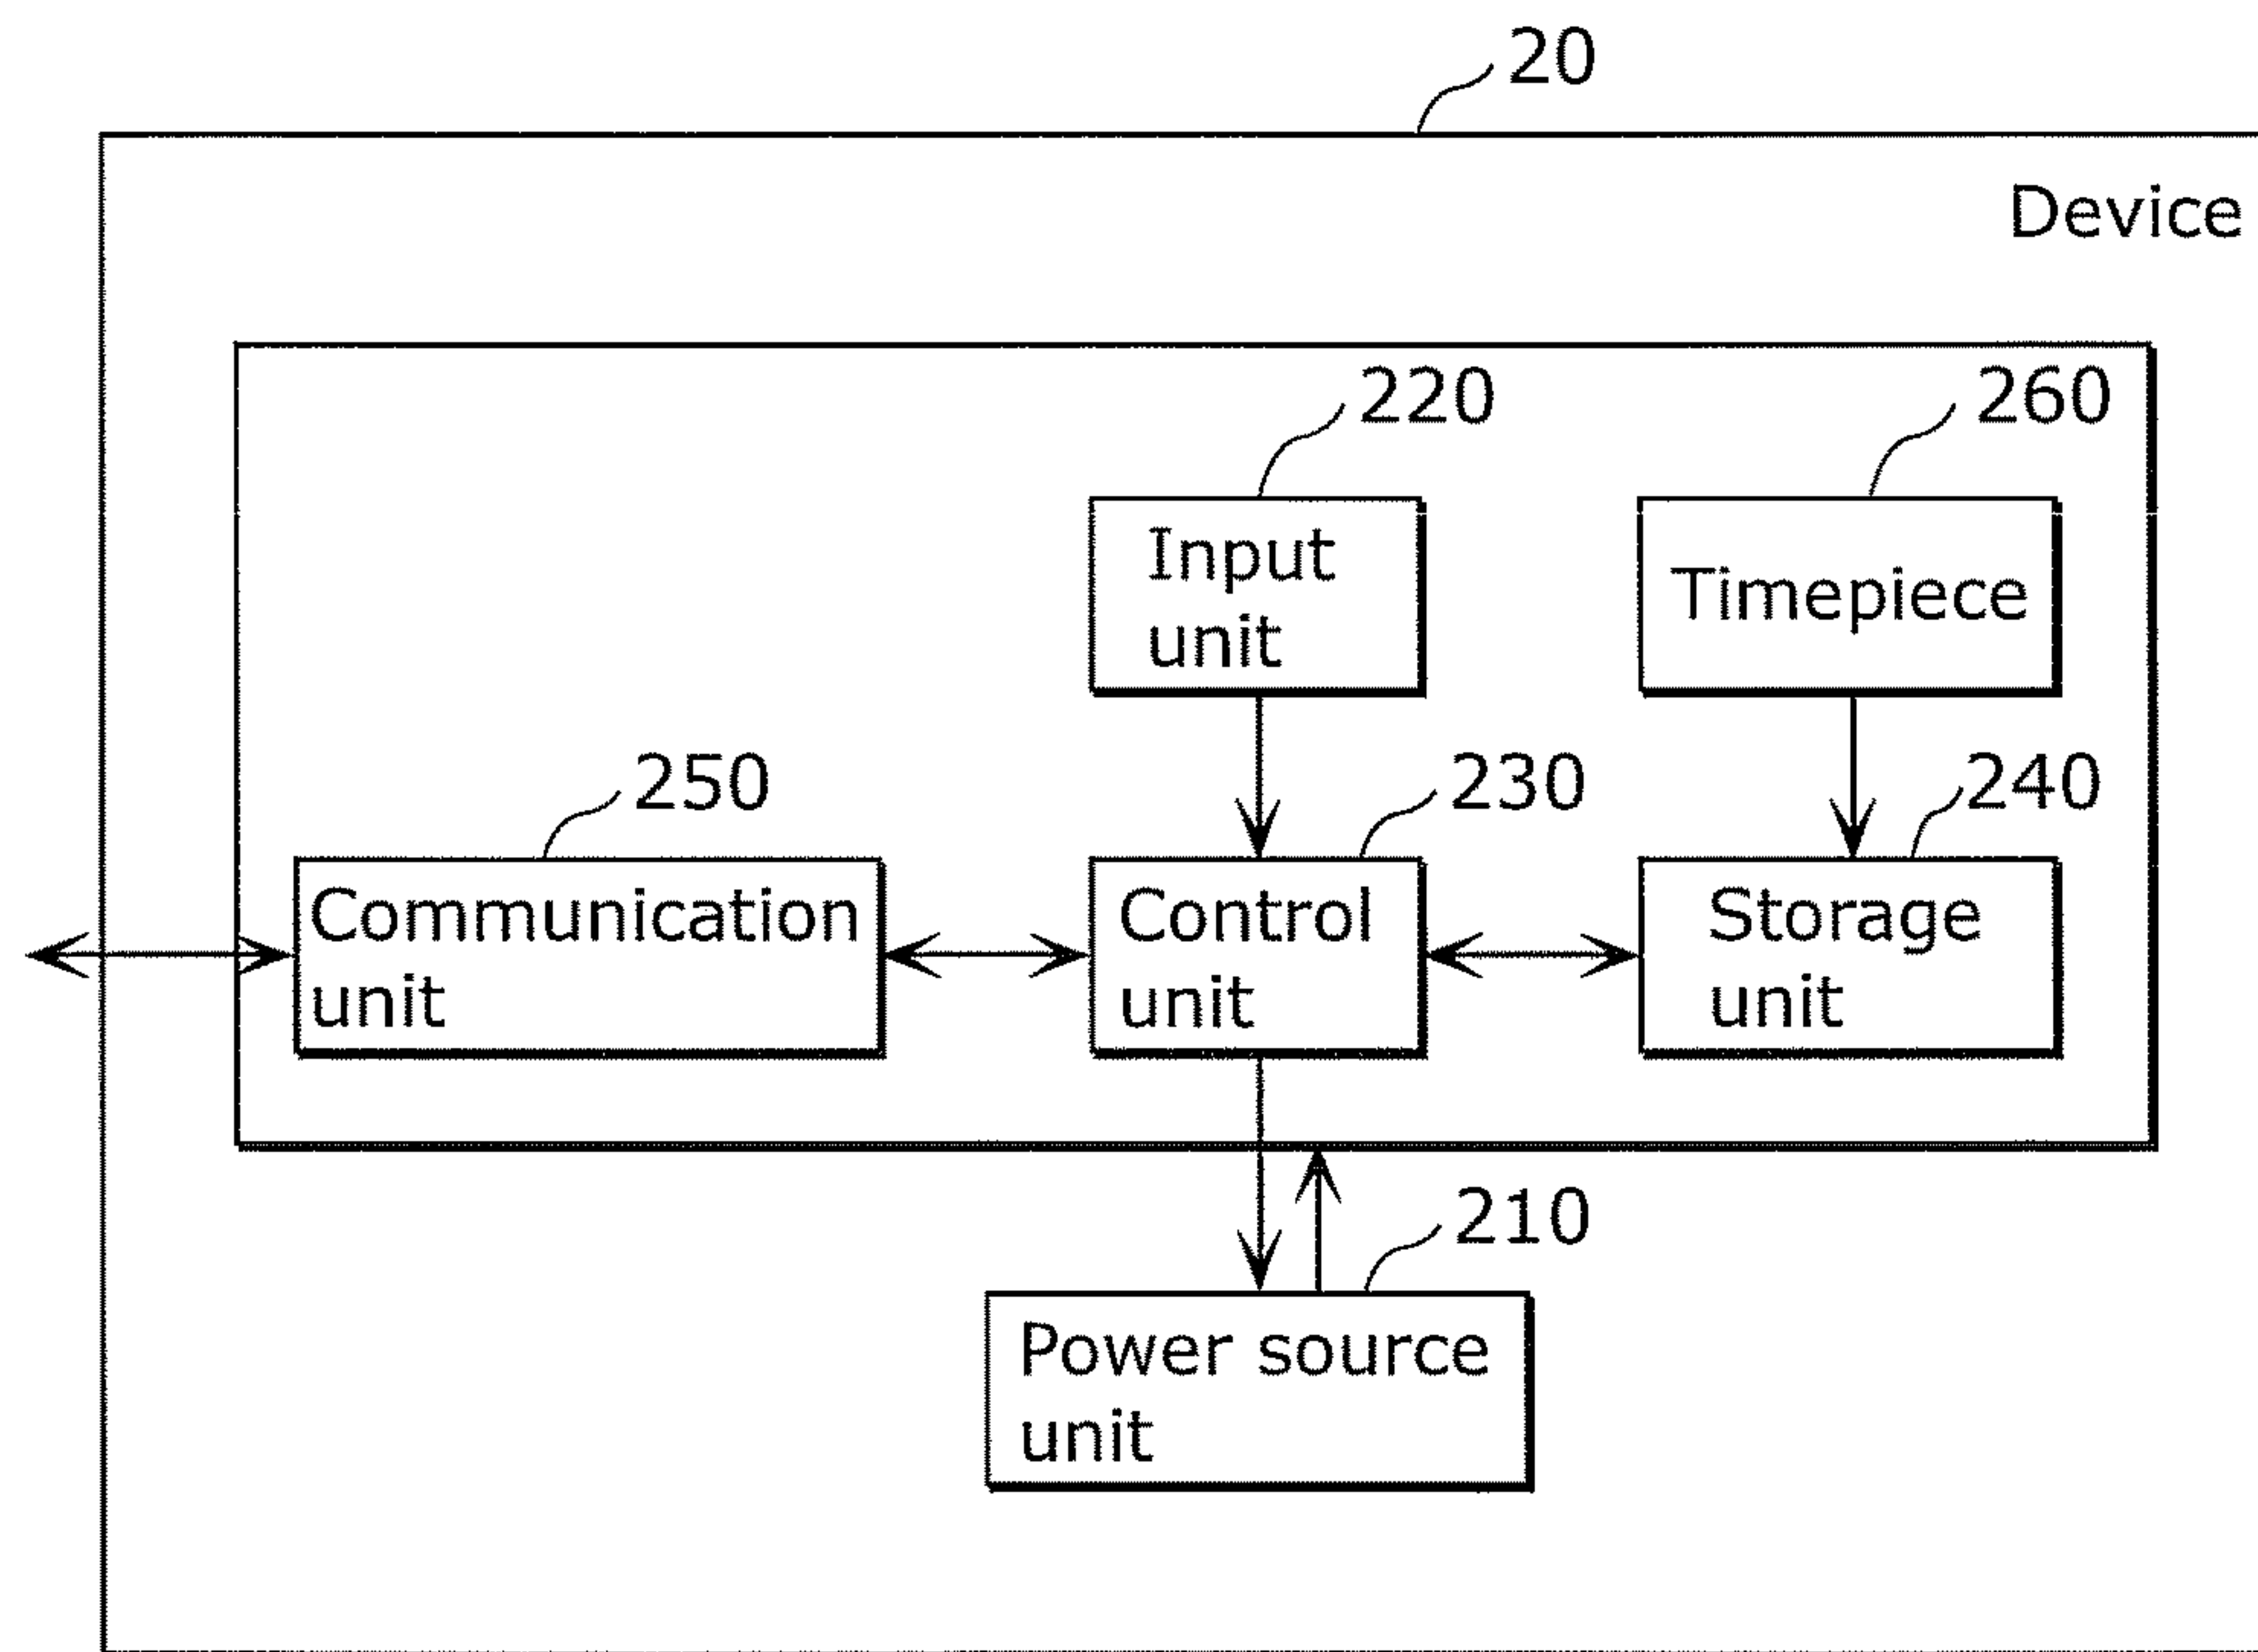 20
Device
220
260
Input
unit
Timepiece
250
230
240
Communication
unit
Control
unit
Storage
unit
210
Power source
unit